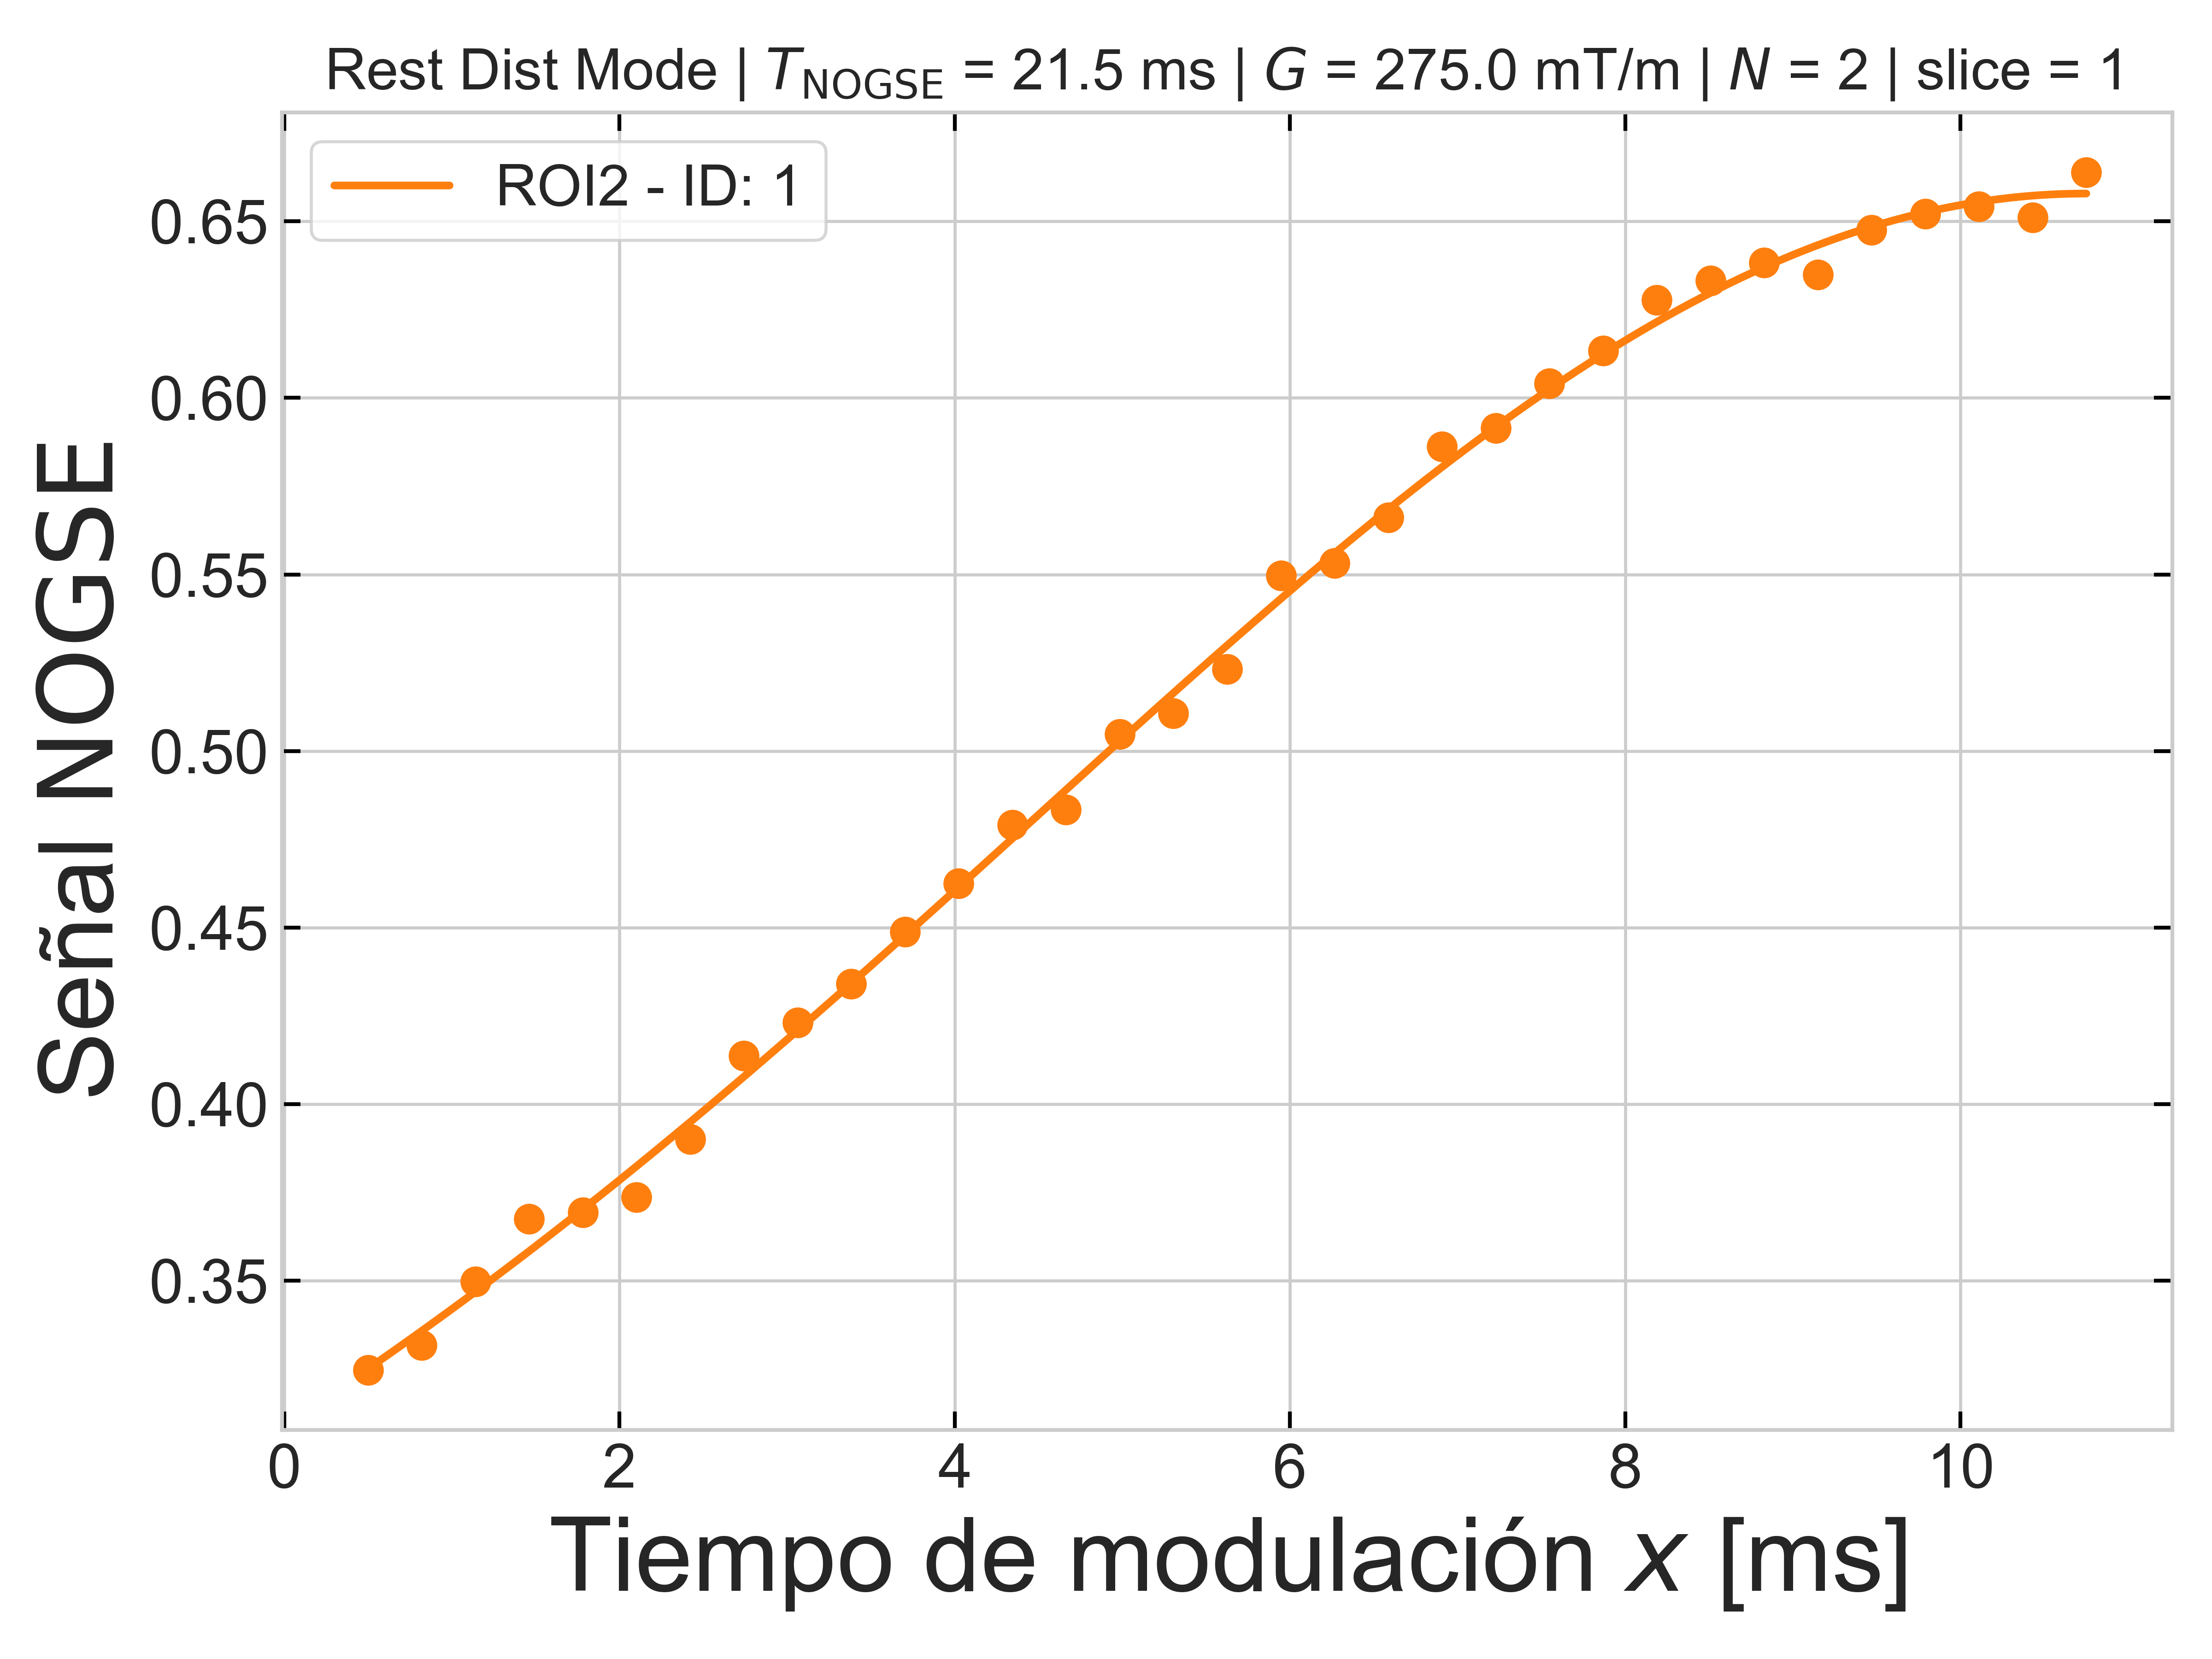 Rest Dist Mode | T_NOGSE = 21.5 ms | G = 275.0 mT/m | N = 2 | slice = 1
ROI2 - ID: 1
Señal NOGSE
0.65
0.60
0.55
0.50
0.45
0.40
0.35
0 2 4 6 8 10
Tiempo de modulación x [ms]